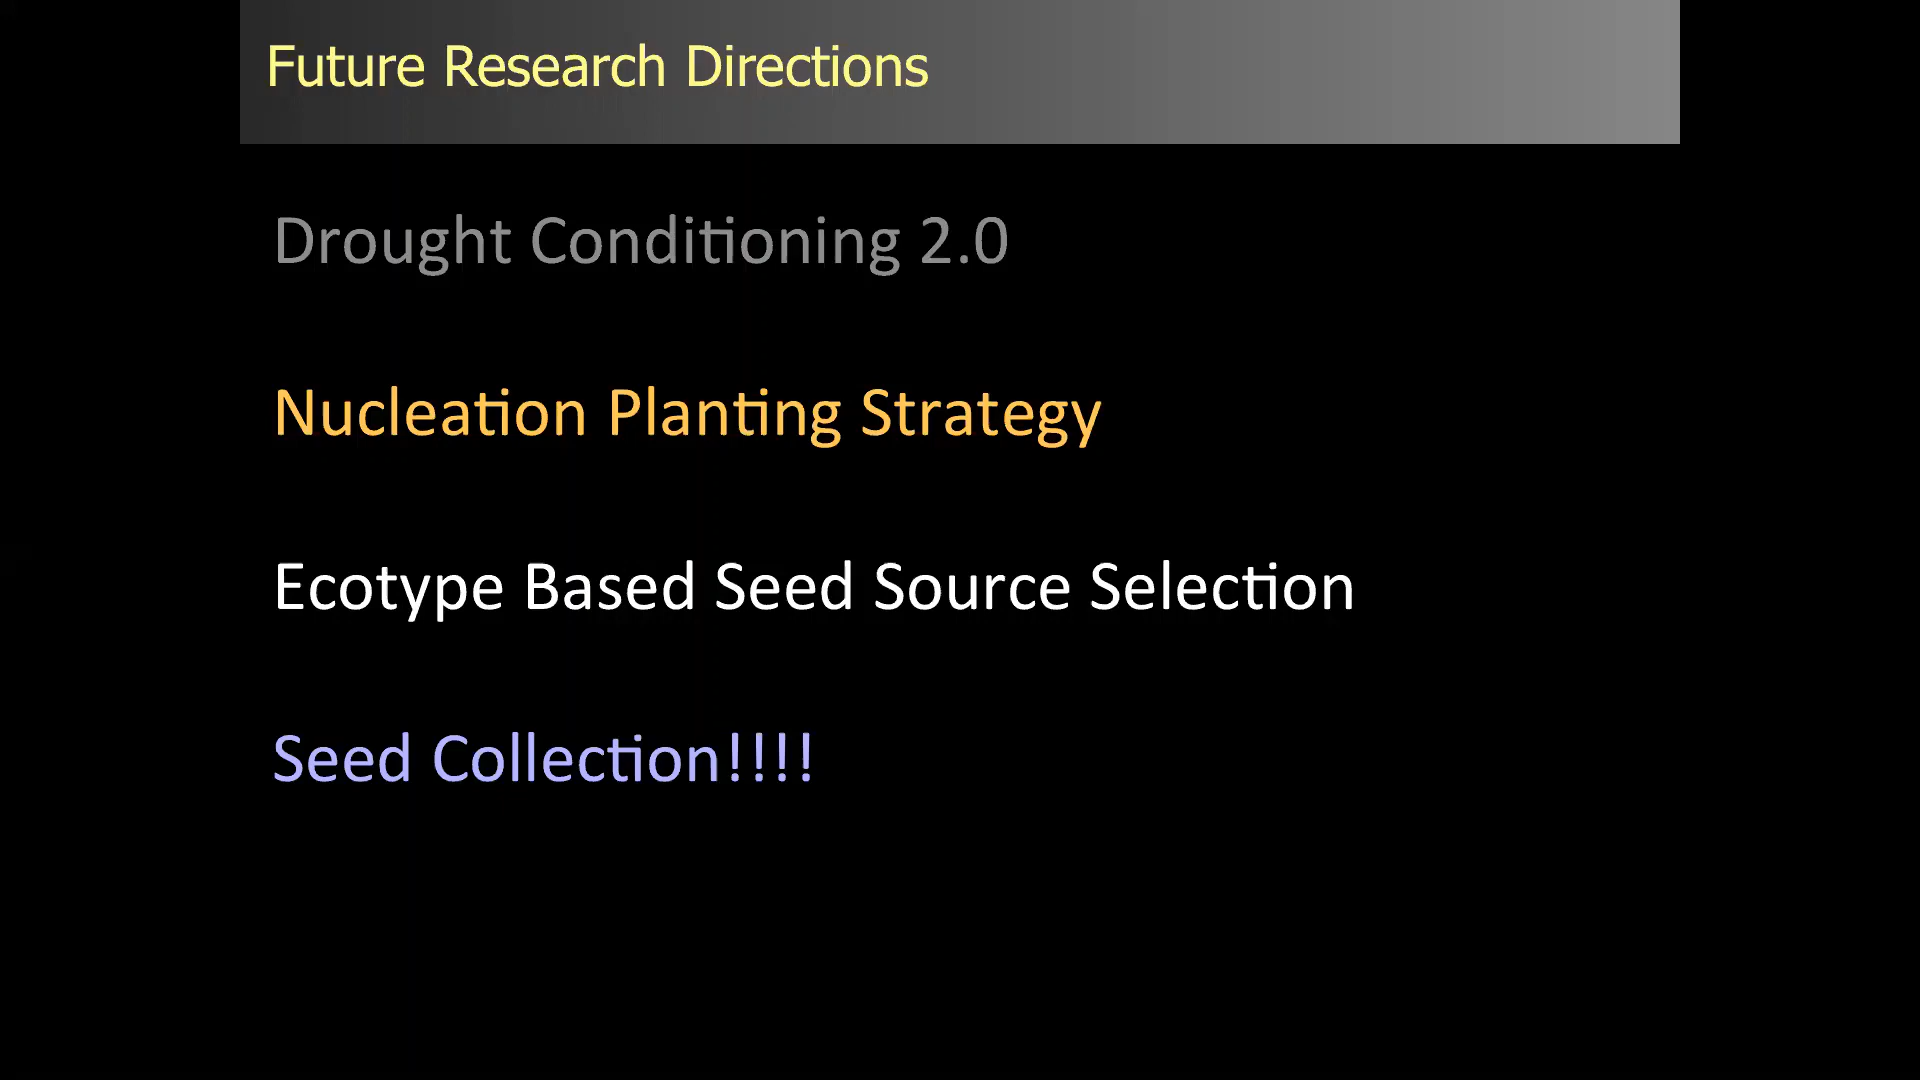 Future Research Directions
Drought Conditioning 2.0
Nucleation Planting Strategy
Ecotype Based Seed Source Selection
Seed Collection!!!!